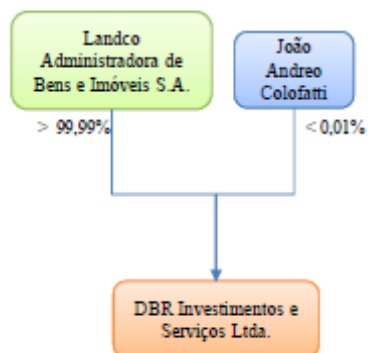 Landco
Administradora de
Bens e Imóveis S.A.
João
Andreo
Colofatti
> 99,99%
< 0,01%
DBR Investimentos e
Serviços Ltda.